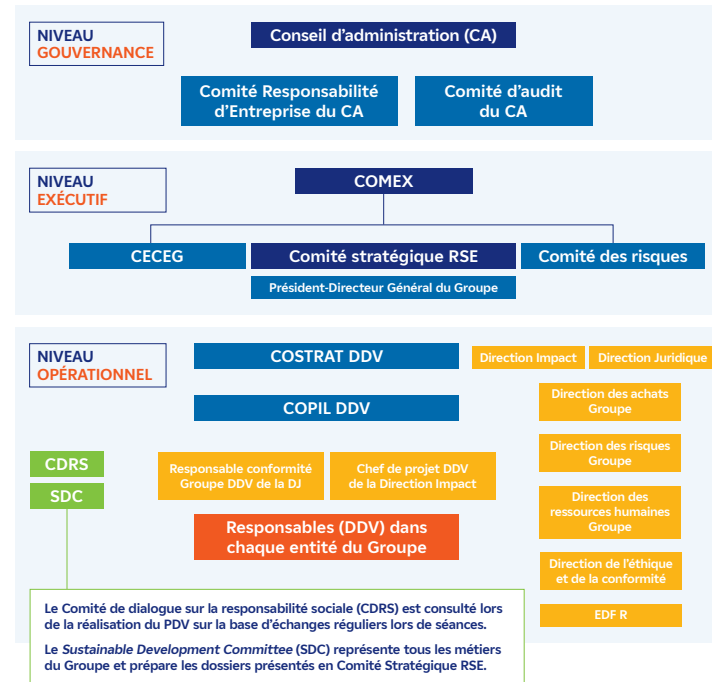 NIVEAU
GOUVERNANCE
Conseil d’administration (CA)
Comité Responsabilité
d’Entreprise du CA
Comité d’audit
du CA
NIVEAU
EXÉCUTIF
COMEX
CECEG
Comité stratégique RSE
Comité des risques
Président-Directeur Général du Groupe
NIVEAU
OPÉRATIONNEL
COSTRAT DDV
Direction Impact
Direction Juridique
COPIL DDV
Direction des achats
Groupe
Direction des risques
Groupe
CDRS
SDC
Responsable conformité
Groupe DDV de la DJ
Chef de projet DDV
de la Direction Impact
Direction des
ressources humaines
Groupe
Responsables (DDV) dans
chaque entité du Groupe
Direction de l’éthique
et de la conformité
EDF R
Le Comité de dialogue sur la responsabilité sociale (CDRS) est consulté lors
de la réalisation du PDV sur la base d’échanges réguliers lors de séances.
Le Sustainable Development Committee (SDC) représente tous les métiers
du Groupe et prépare les dossiers présentés en Comité Stratégique RSE.